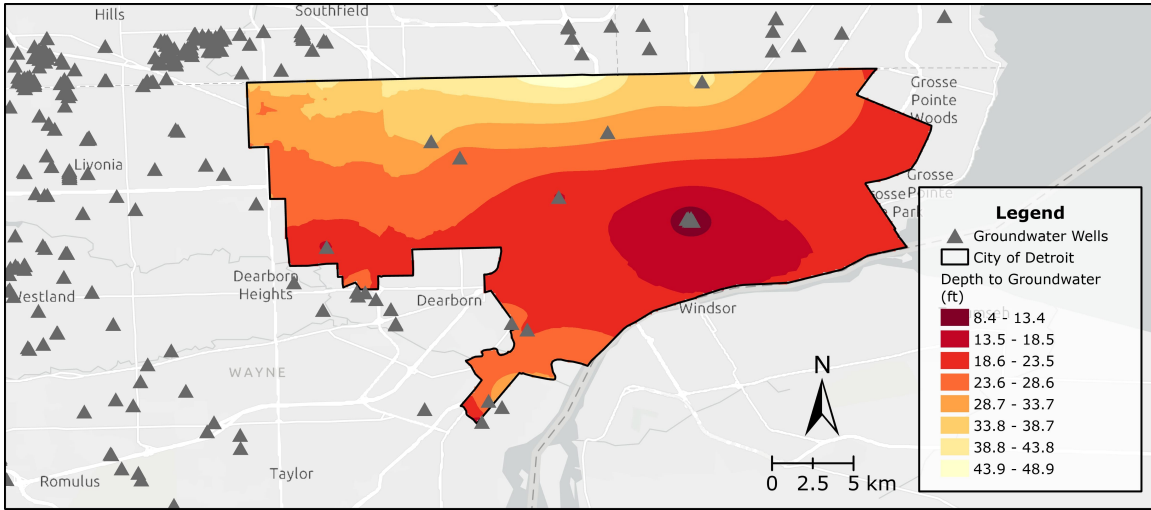 Hills
Southfield
Grosse
Pointe
Woods
Livonia
Grosse
Pointe
Legend
Groundwater Wells
City of Detroit
Depth to Groundwater
(ft)
8.4 - 13.4
13.5 - 18.5
18.6 - 23.5
23.6 - 28.6
28.7 - 33.7
33.8 - 38.7
38.8 - 43.8
43.9 - 48.9
Dearborn
Heights
Dearborn
Westland
Windsor
WAYNE
N
0 2.5 5 km
Taylor
Romulus